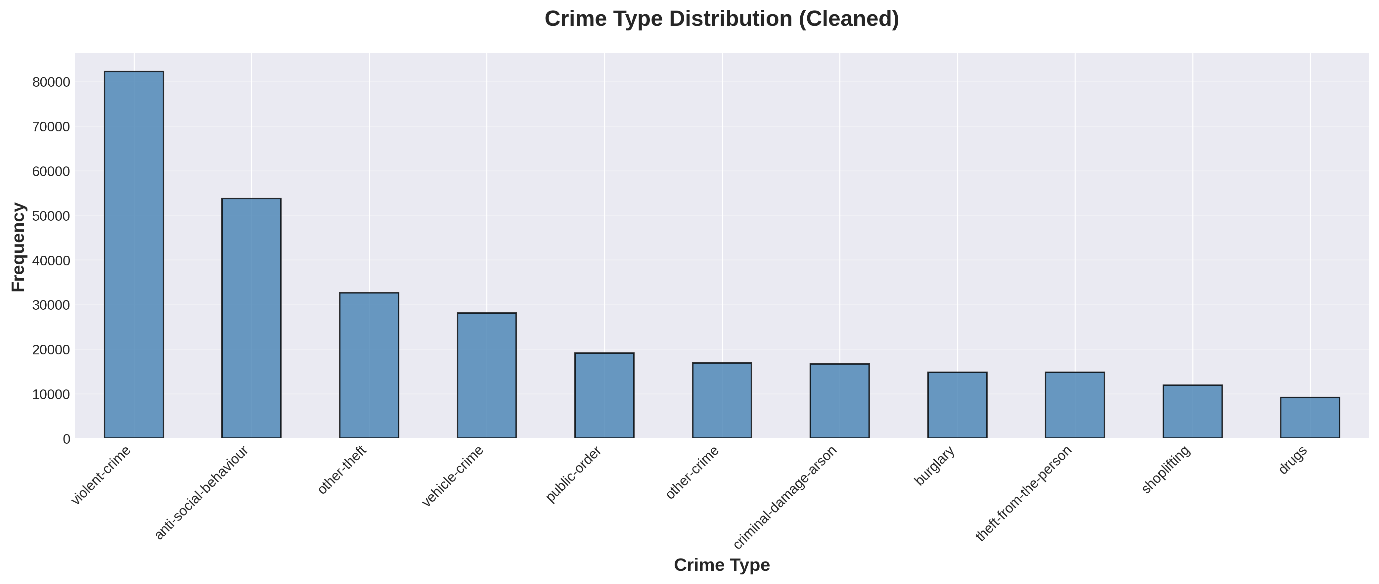 Crime Type Distribution (Cleaned)
Frequency
80000
70000
60000
50000
40000
30000
20000
10000
0
violent-crime
anti-social-behaviour
other-theft
vehicle-crime
public-order
other-crime
criminal-damage-arson
burglary
theft-from-the-person
shoplifting
drugs
Crime Type